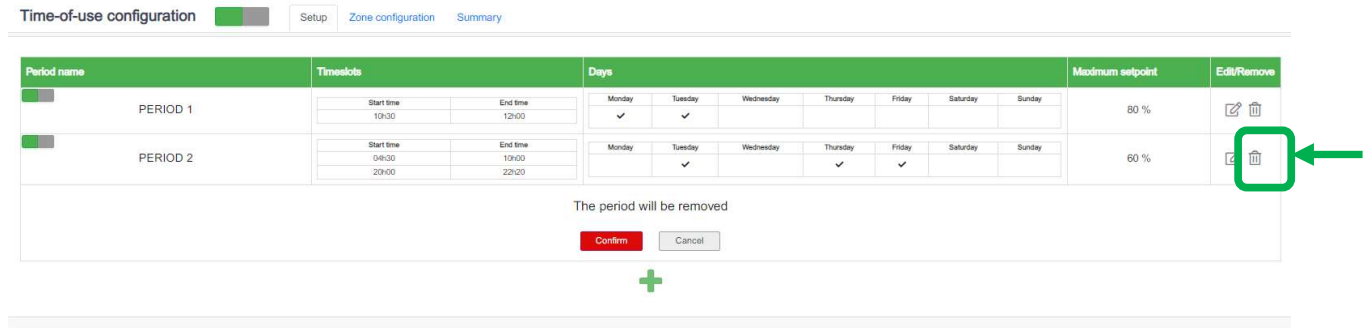 Time-of-use configuration Setup Zone configuration Summary
Period name Timeslots Days Maximum setpoint Edit/Remove
Start time End time Monday Tuesday Wednesday Thursday Friday Saturday Sunday
PERIOD 1 10h30 12h00 80 %
Start time End time Monday Tuesday Wednesday Thursday Friday Saturday Sunday
PERIOD 2 04h30 10h00 60 %
20h00 22h20
The period will be removed
Confirm Cancel